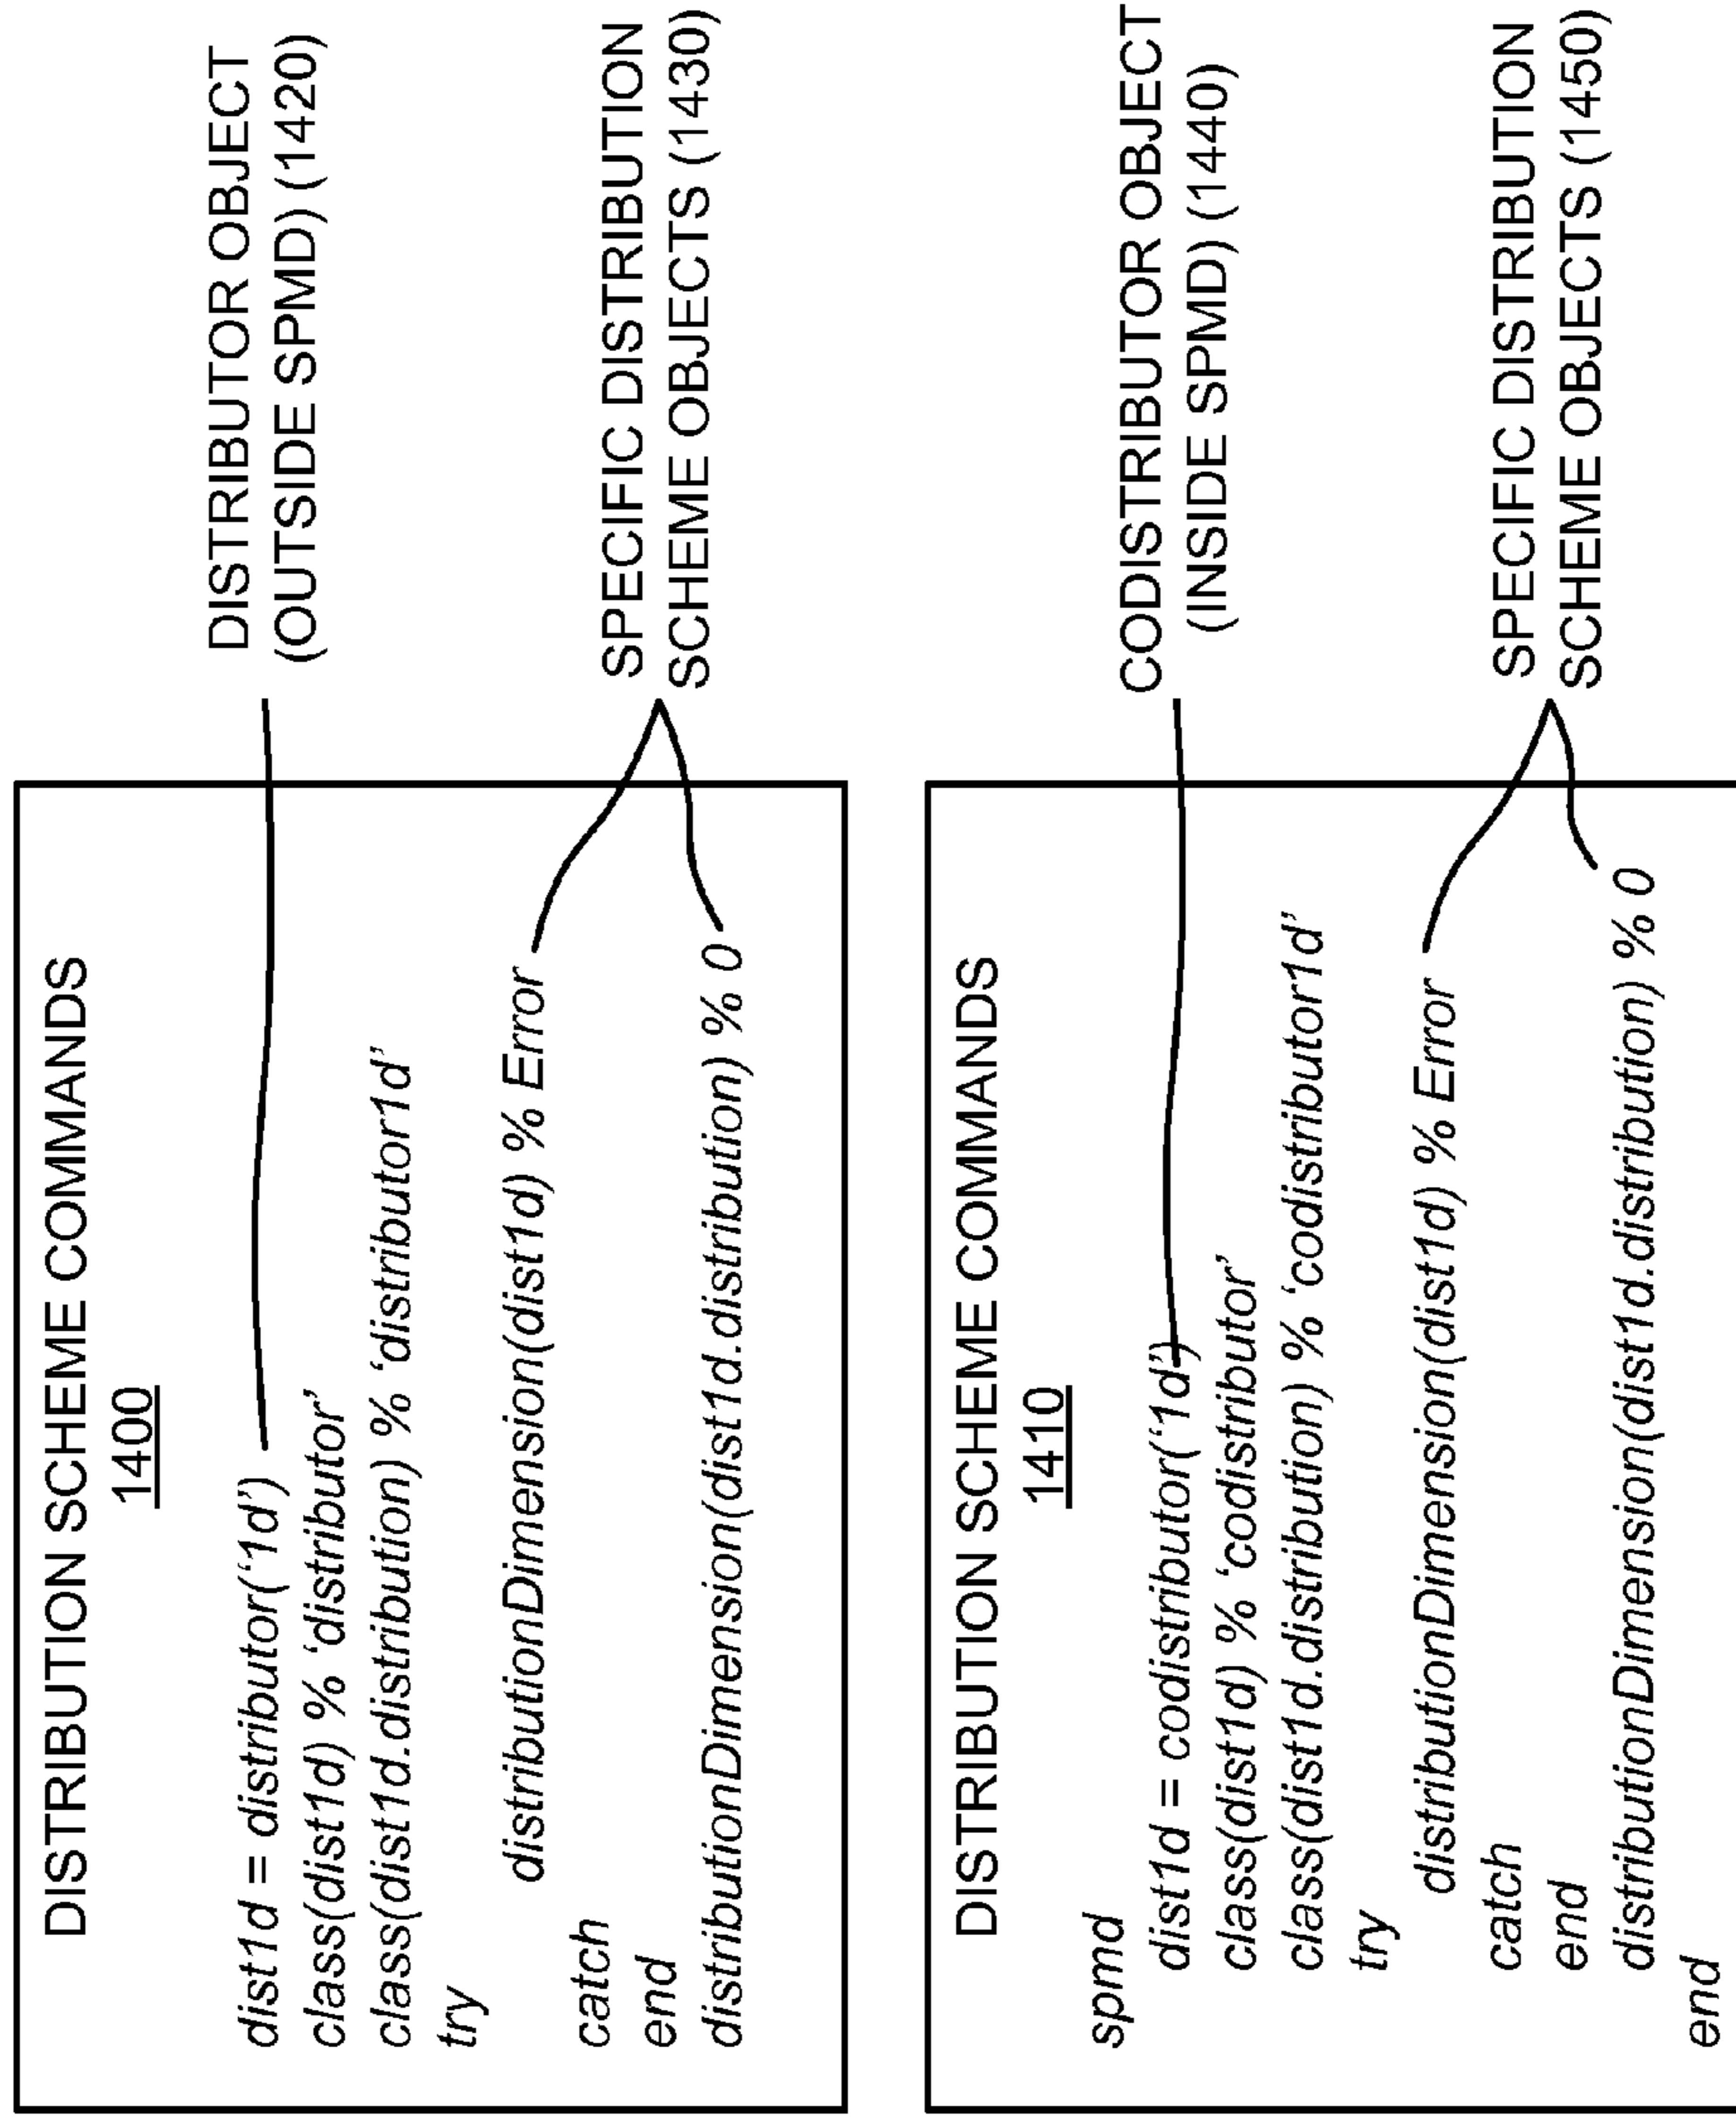 DISTRIBUTION SCHEME COMMANDS
1400
dist1d = distributor(‘1d’)
class(dist1d) % ‘distributor’
class(dist1d.distribution) % ‘distributor1d’
try
distributionDimension(dist1d) % Error
catch
end
distributionDimension(dist1d.distribution) % 0
DISTRIBUTOR OBJECT
(OUTSIDE SPMD) (1420)
SPECIFIC DISTRIBUTION
SCHEME OBJECTS (1430)
DISTRIBUTION SCHEME COMMANDS
1410
spmd
dist1d = codistributor(‘1d’)
class(dist1d) % ‘codistributor’
class(dist1d.distribution) % ‘codistributor1d’
try
distributionDimension(dist1d) % Error
catch
end
distributionDimension(dist1d.distribution) % 0
end
CODISTRIBUTOR OBJECT
(INSIDE SPMD) (1440)
SPECIFIC DISTRIBUTION
SCHEME OBJECTS (1450)